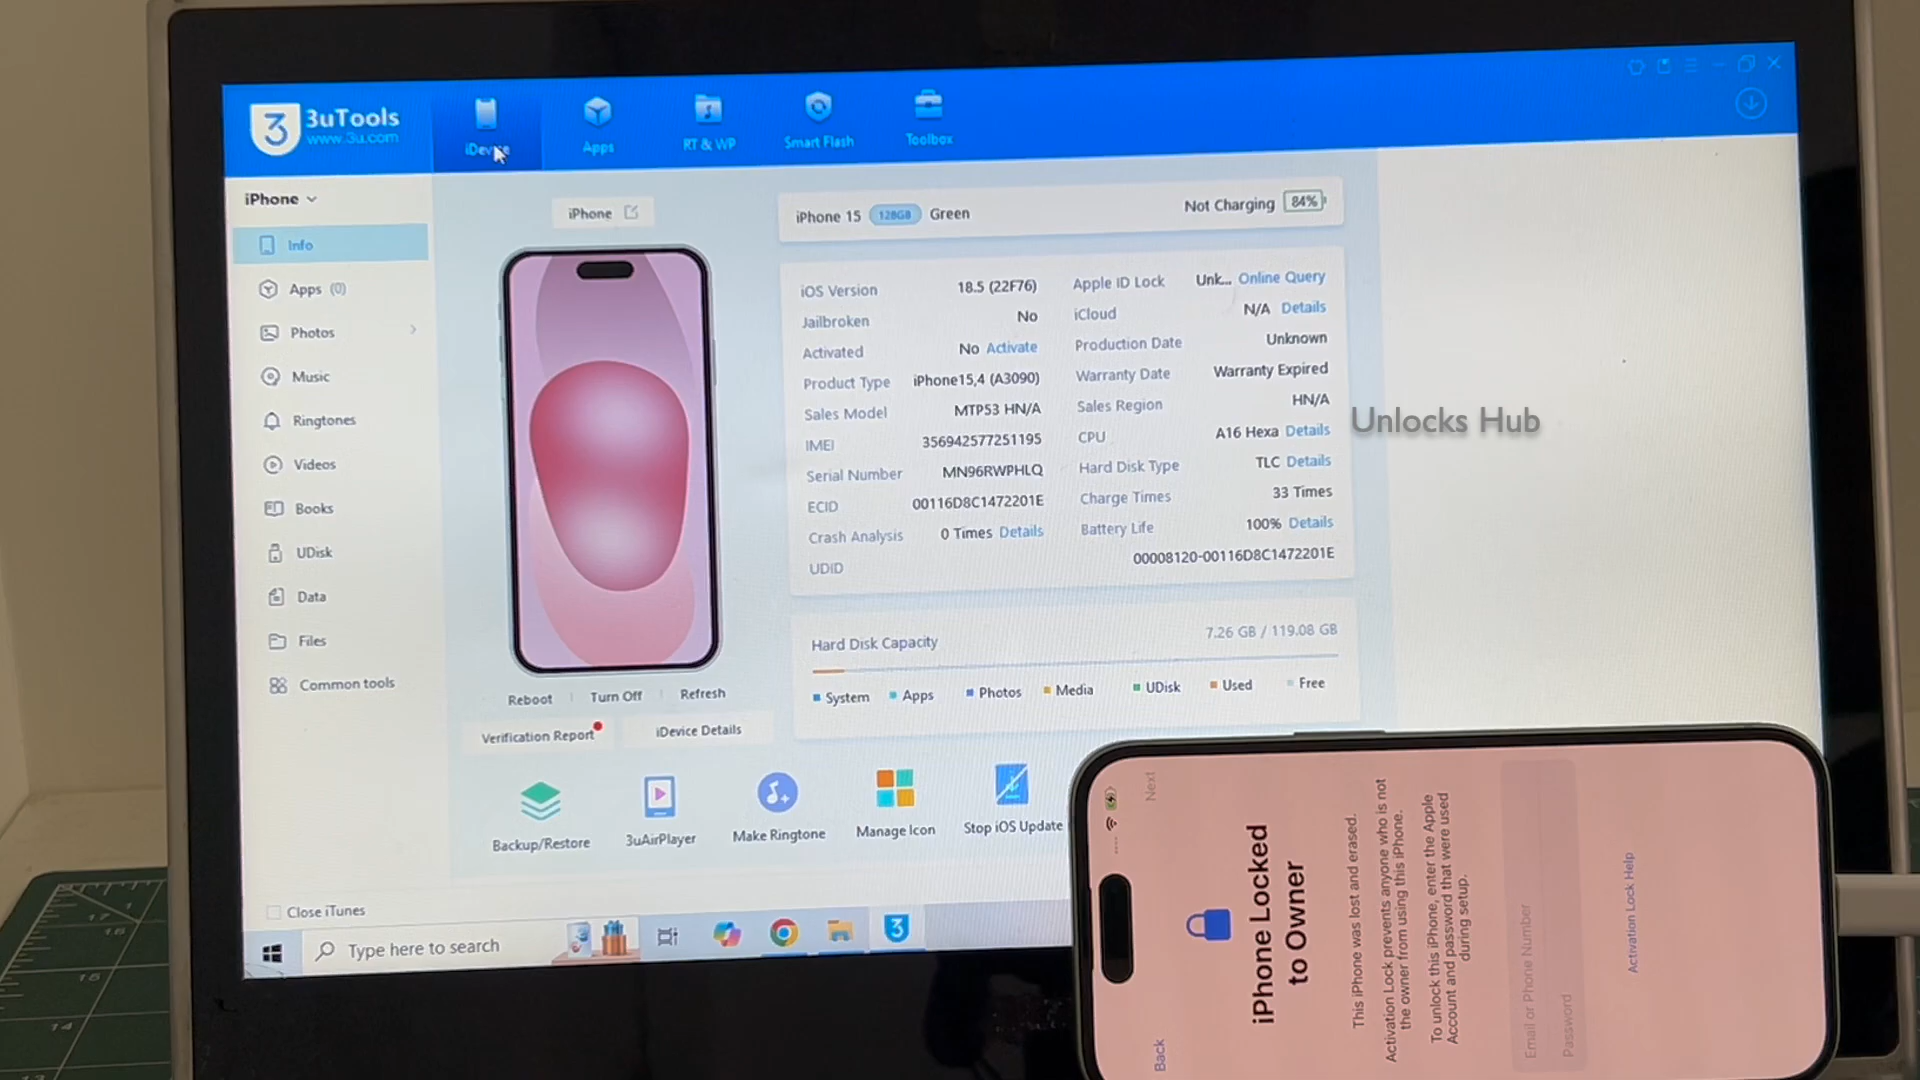 3 3uTools
www.3u.com
iDevice
Apps
RT & WP
Smart Flash
Toolbox
iPhone
Info
Apps (0)
Photos
Music
Ringtones
Videos
Books
UDisk
Data
Files
Common tools
Close iTunes
iPhone
Reboot
Turn Off
Refresh
Verification Report
iDevice Details
iPhone 15 128GB Green
Not Charging 84%
iOS Version 18.5 (22F76)
Jailbroken No
Activated No Activate
Product Type iPhone15,4 (A3090)
Sales Model MTP53 HN/A
IMEI 356942577251195
Serial Number MN96RWPHLQ
ECID 00116D8C1472201E
Crash Analysis 0 Times Details
UDID 00008120-00116D8C1472201E
Apple ID Lock Unk... Online Query
iCloud N/A Details
Production Date Unknown
Warranty Date Warranty Expired
Sales Region HN/A
CPU A16 Hexa Details
Hard Disk Type TLC Details
Charge Times 33 Times
Battery Life 100% Details
Hard Disk Capacity 7.26 GB / 119.08 GB
System Apps Photos Media UDisk Used Free
Backup/Restore
3uAirPlayer
Make Ringtone
Manage Icon
Stop iOS Update
Unlocks Hub
Type here to search
3
Back
Next
iPhone Locked
to Owner
This iPhone was lost and erased.
Activation Lock prevents anyone who is not
the owner from using this iPhone.
To unlock this iPhone, enter the Apple
Account and password that were used
during setup.
Email or Phone Number
Password
Activation Lock Help
17
1
16
15
14